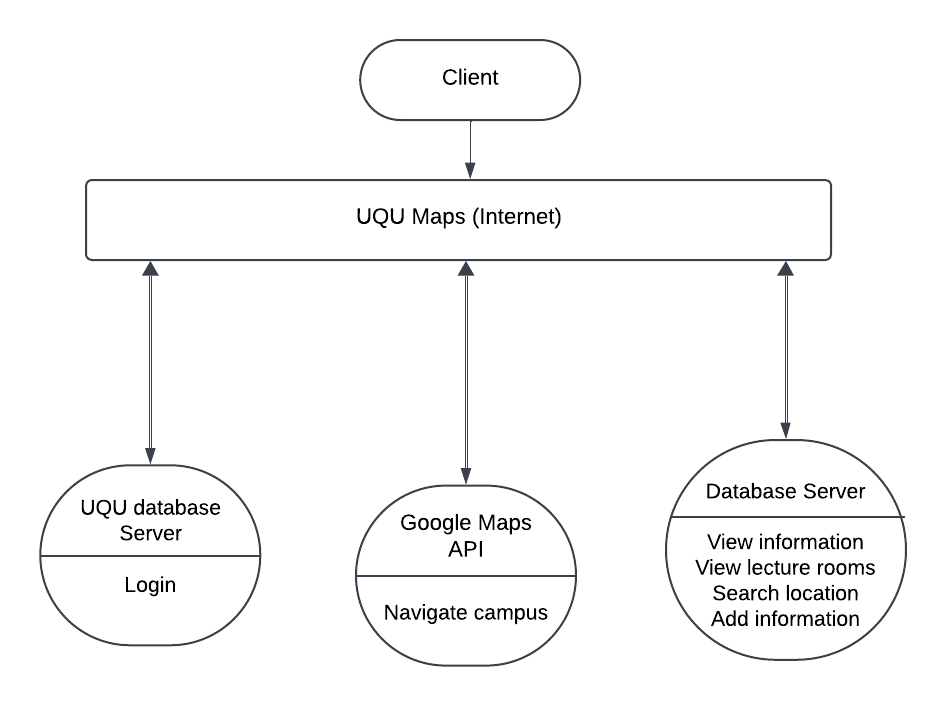 Client
UQU Maps (Internet)
UQU database
Server
Login
Google Maps
API
Navigate campus
Database Server
View information
View lecture rooms
Search location
Add information